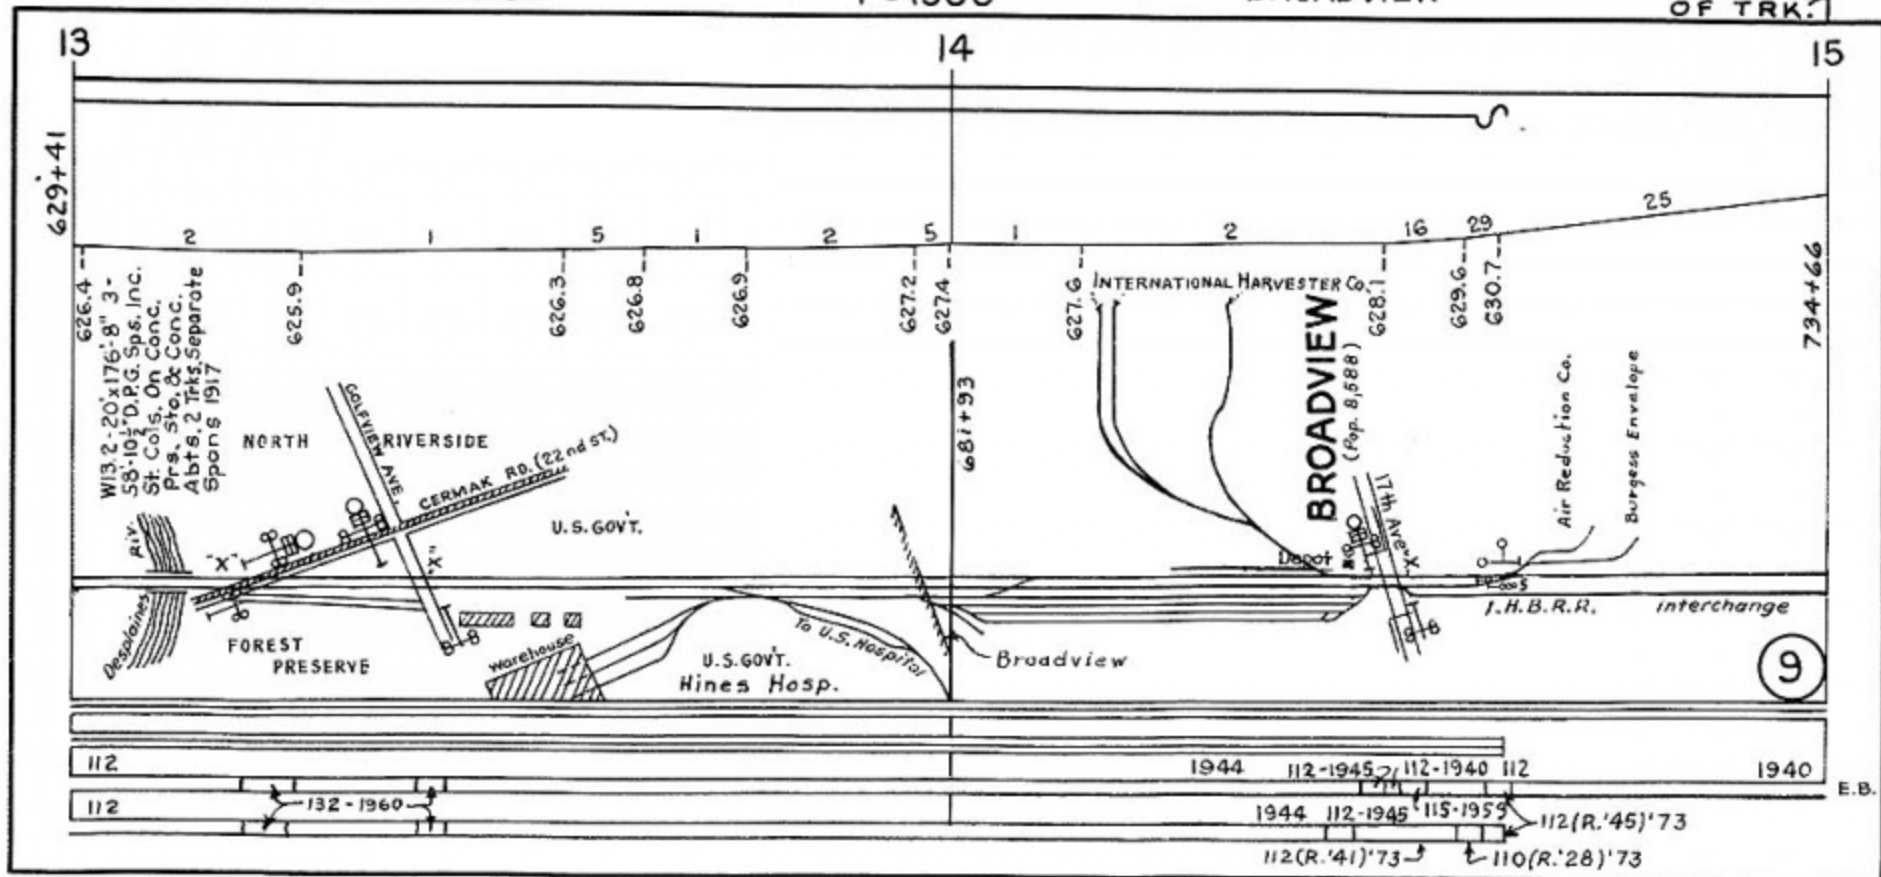 OF TRK.
13
14
15
629+41
2
1
5
1
2
5
1
2
16
29
25
626.4
625.9
626.3
626.8
626.9
627.2
627.4
627.6
628.1
629.6
630.7
734+66
W13.2-20'x176'-8" 3-
58'-10½" D.P.G. Sps. Inc.
St. Cols. On Conc.
Prs. Sto. & Conc.
Abts. 2 Trks. Separate
Spans 1917
INTERNATIONAL HARVESTER CO.
BROADVIEW
(Pop. 8,588)
681+93
NORTH RIVERSIDE
GOLFVIEW AVE.
CERMAK RD. (22nd ST.)
U.S. GOV'T.
17th Ave "X"
Air Reduction Co.
Burgess Envelope
Desplaines Riv.
"X"
"X"
Depot
I.H.B.R.R. interchange
FOREST
PRESERVE
Warehouse
U.S. GOV'T.
Hines Hosp.
To U.S. Hospital
Broadview
9
112
1944
112-1945
112-1940
112
1940
E.B.
132-1960
112
1944
112-1945
115-1959
112(R.'45)'73
112(R.'41)'73
110(R.'28)'73